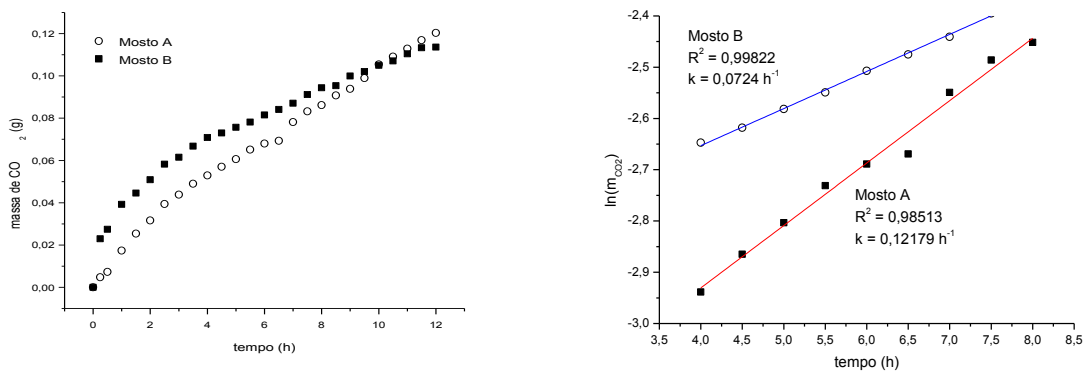 Mosto A
Mosto B
massa de CO 2 (g)
0,12
0,10
0,08
0,06
0,04
0,02
0,00
0 2 4 6 8 10 12
tempo (h)
Mosto B
R² = 0,99822
k = 0,0724 h⁻¹
Mosto A
R² = 0,98513
k = 0,12179 h⁻¹
ln(m_CO2)
-2,4
-2,5
-2,6
-2,7
-2,8
-2,9
-3,0
3,5 4,0 4,5 5,0 5,5 6,0 6,5 7,0 7,5 8,0 8,5
tempo (h)